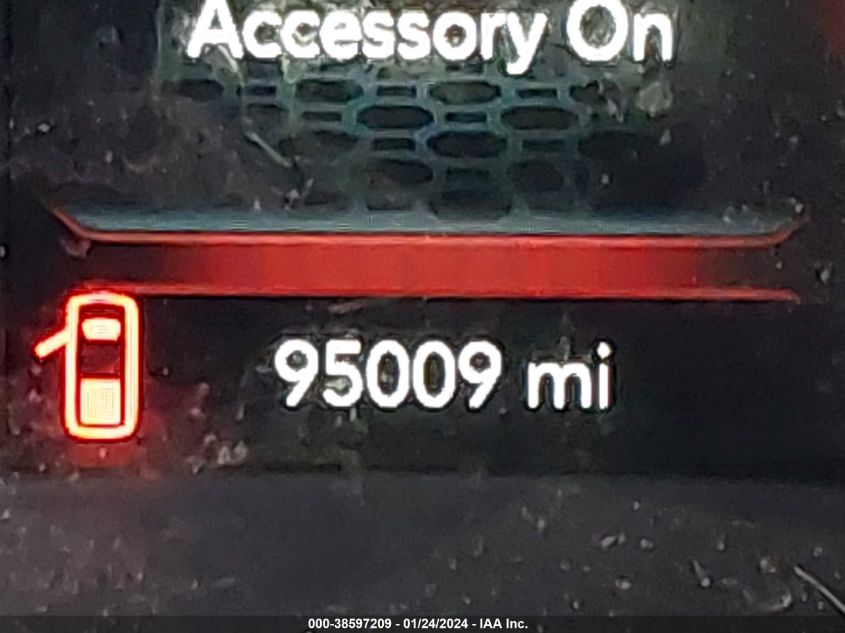 Accessory On
95009 mi
000-38597209 - 01/24/2024 - IAA Inc.